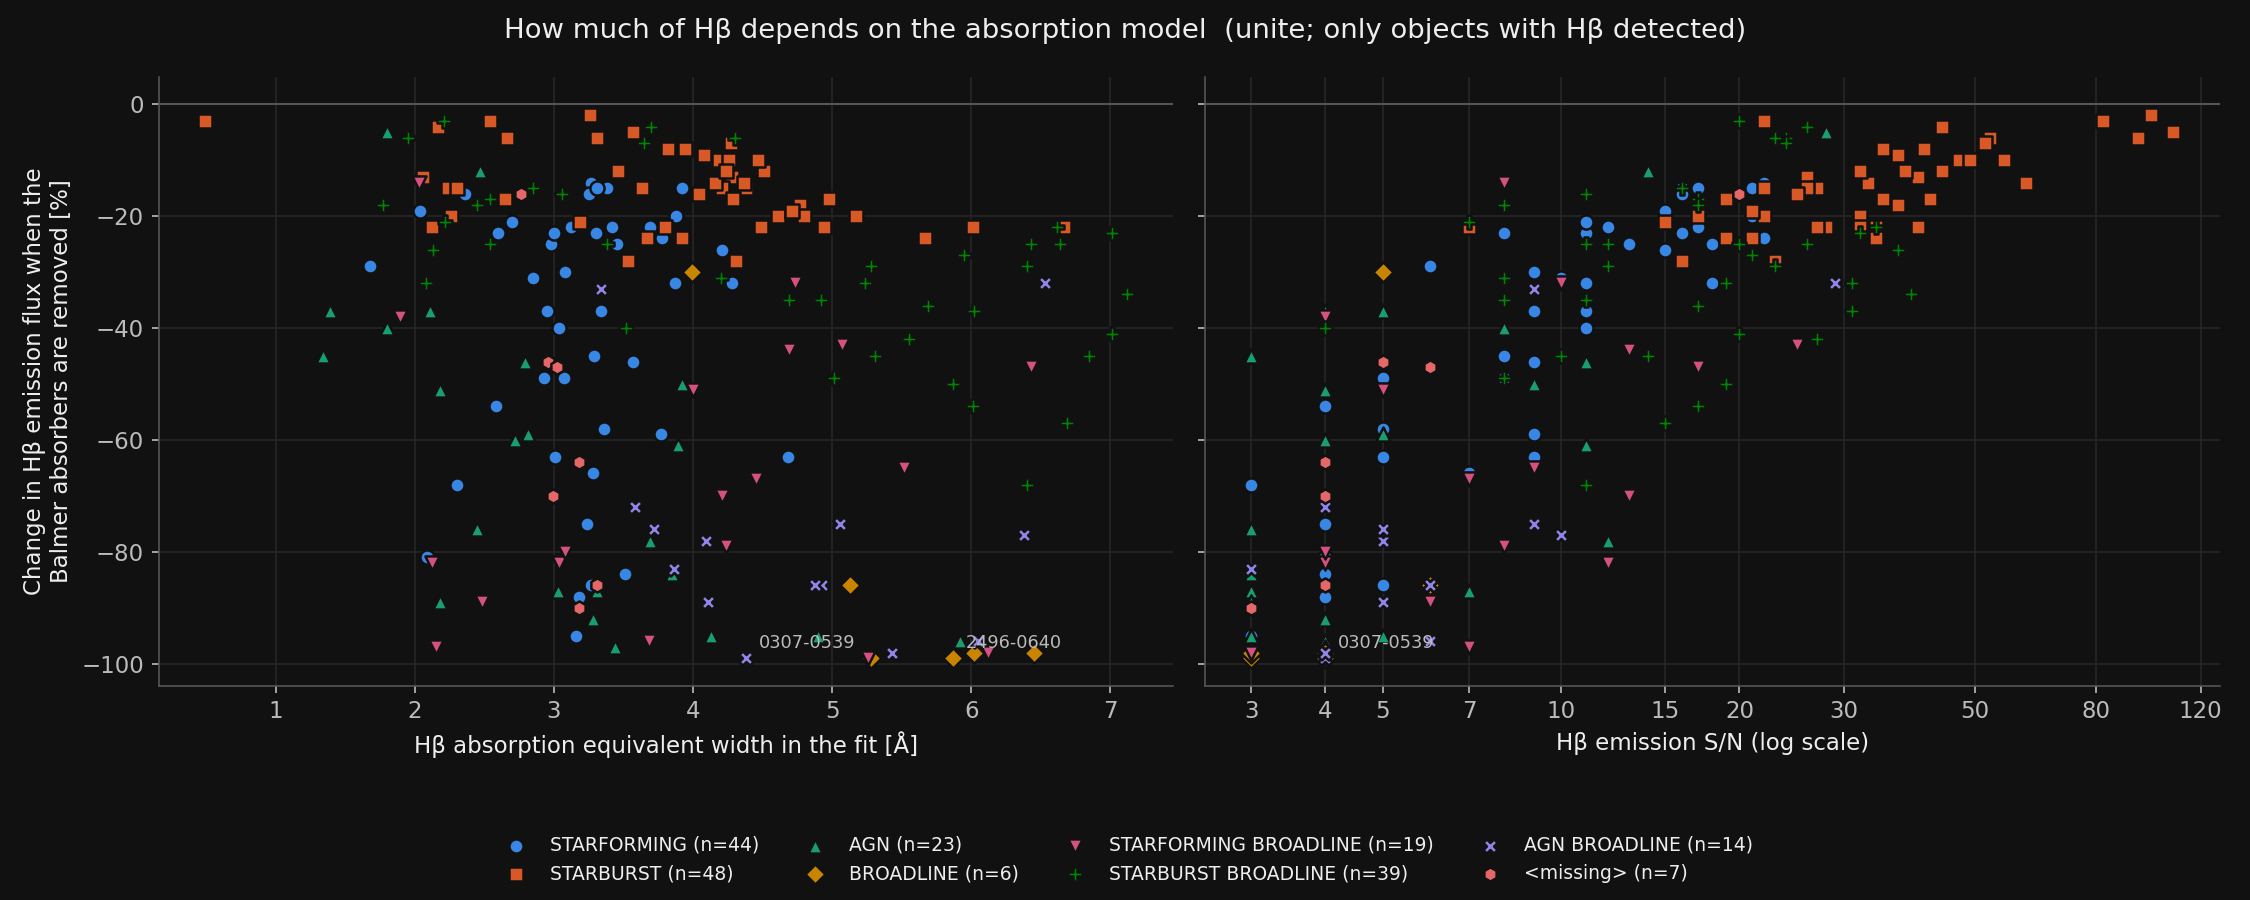 How much of Hβ depends on the absorption model  (unite; only objects with Hβ detected)
Change in Hβ emission flux when the
Balmer absorbers are removed [%]
0
−20
−40
−60
−80
−100
0307-0539
2496-0640
0307-0539
1 2 3 4 5 6 7
3 4 5 7 10 15 20 30 50 80 120
Hβ absorption equivalent width in the fit [Å]
Hβ emission S/N (log scale)
STARFORMING (n=44)
STARBURST (n=48)
AGN (n=23)
BROADLINE (n=6)
STARFORMING BROADLINE (n=19)
STARBURST BROADLINE (n=39)
AGN BROADLINE (n=14)
<missing> (n=7)